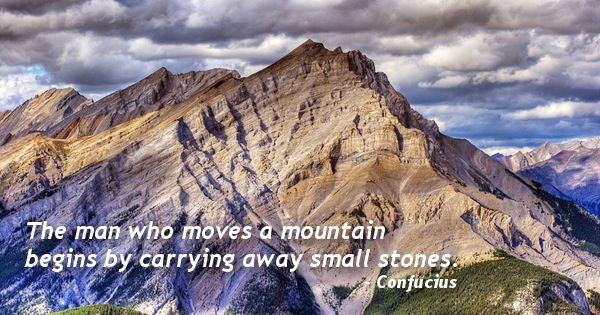 The man who moves a mountain
begins by carrying away small stones.
- Confucius